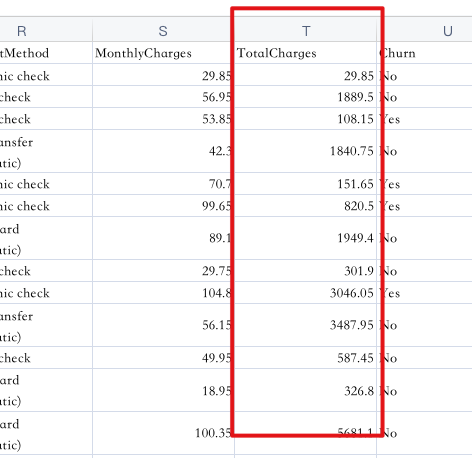 R S T U
tMethod MonthlyCharges TotalCharges Churn
nic check 29.85 29.85 No
check 56.95 1889.5 No
check 53.85 108.15 Yes
ansfer
atic) 42.3 1840.75 No
nic check 70.7 151.65 Yes
nic check 99.65 820.5 Yes
ard
atic) 89.1 1949.4 No
check 29.75 301.9 No
nic check 104.8 3046.05 Yes
ansfer
atic) 56.15 3487.95 No
check 49.95 587.45 No
ard
atic) 18.95 326.8 No
ard
atic) 100.35 5681.1 No